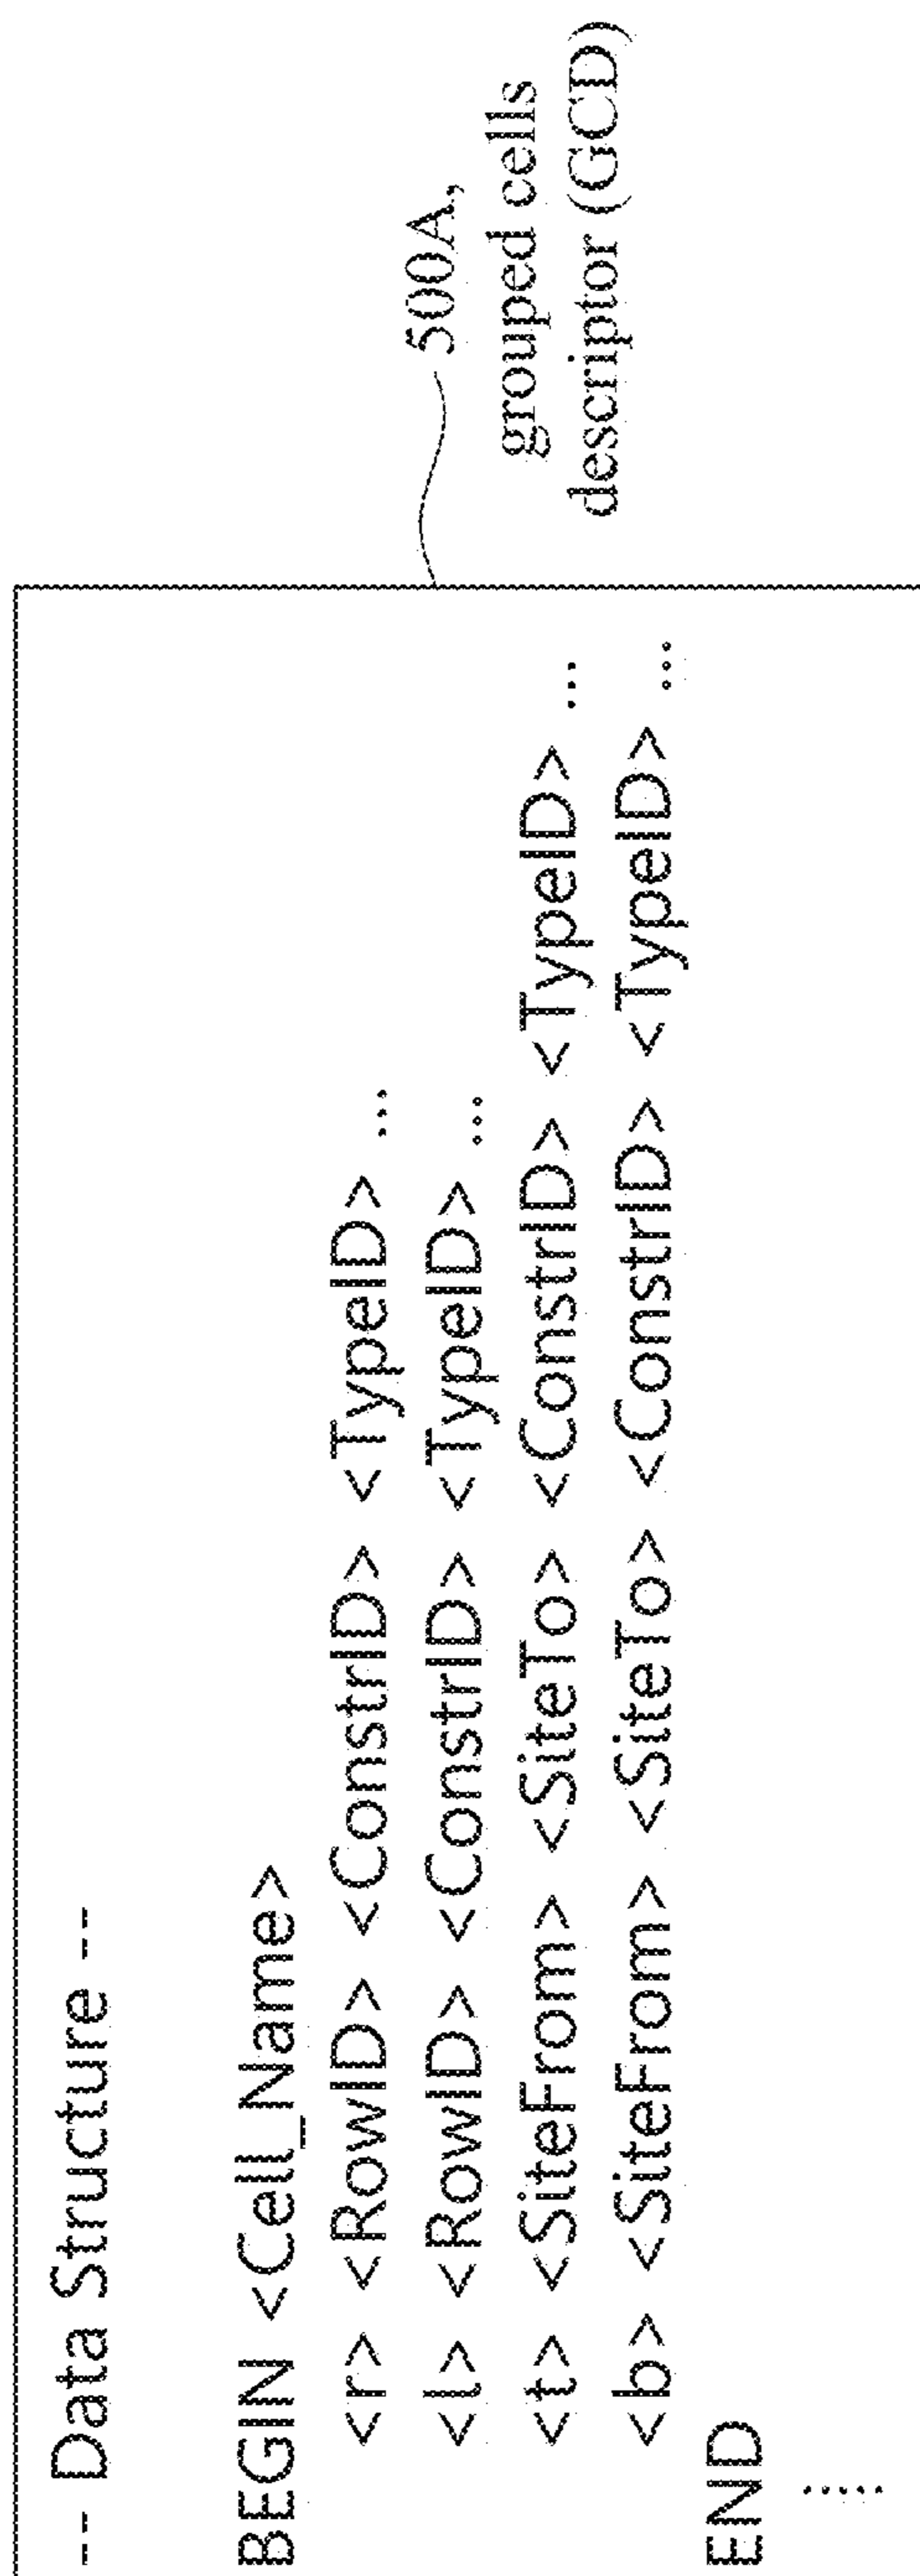 -- Data Structure --
BEGIN <Cell_Name>
<r> <RowID> <ConstrID> <TypeID> ...
<l> <RowID> <ConstrID> <TypeID> ...
<t> <SiteFrom> <SiteTo> <ConstrID> <TypeID> ...
<b> <SiteFrom> <SiteTo> <ConstrID> <TypeID> ...
END
.....
500A,
grouped cells
descriptor (GCD)